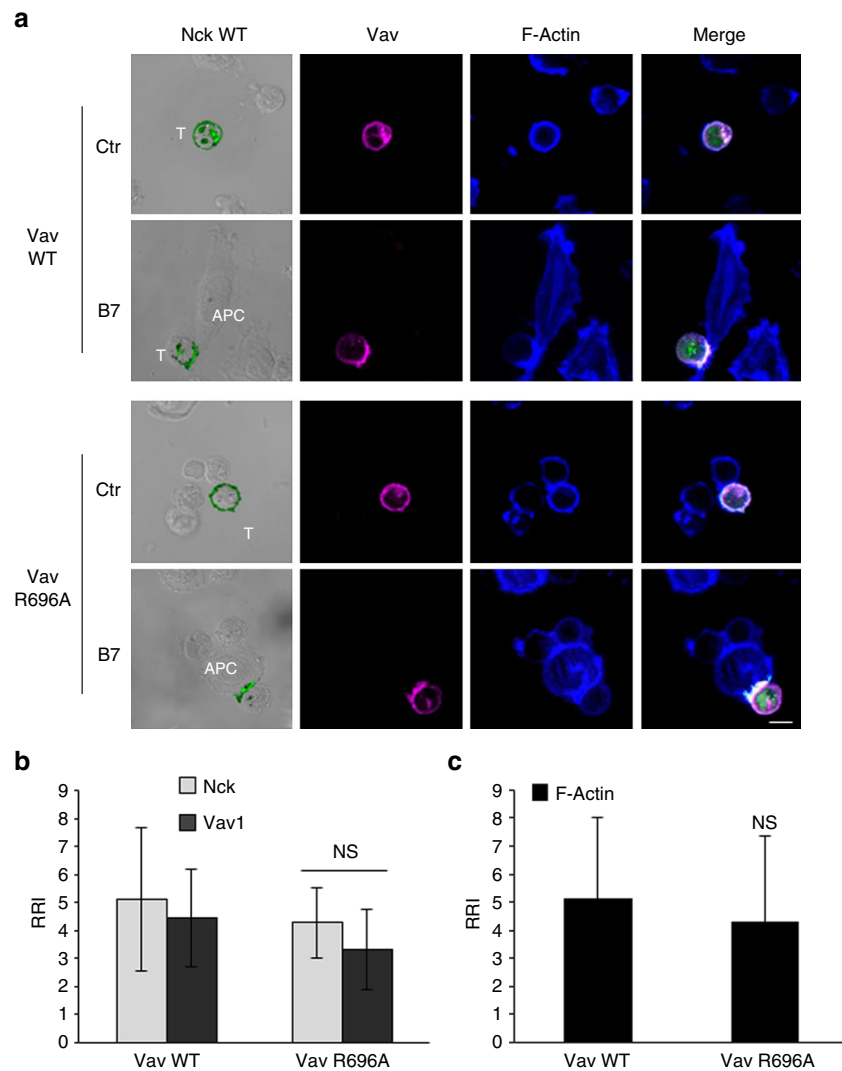 a
Nck WT Vav F-Actin Merge
Vav WT
Ctr
T
B7
APC
T
Vav R696A
Ctr
T
B7
APC
b
Nck
Vav1
NS
RRI
9
8
7
6
5
4
3
2
1
0
Vav WT Vav R696A
c
F-Actin
NS
RRI
9
8
7
6
5
4
3
2
1
0
Vav WT Vav R696A